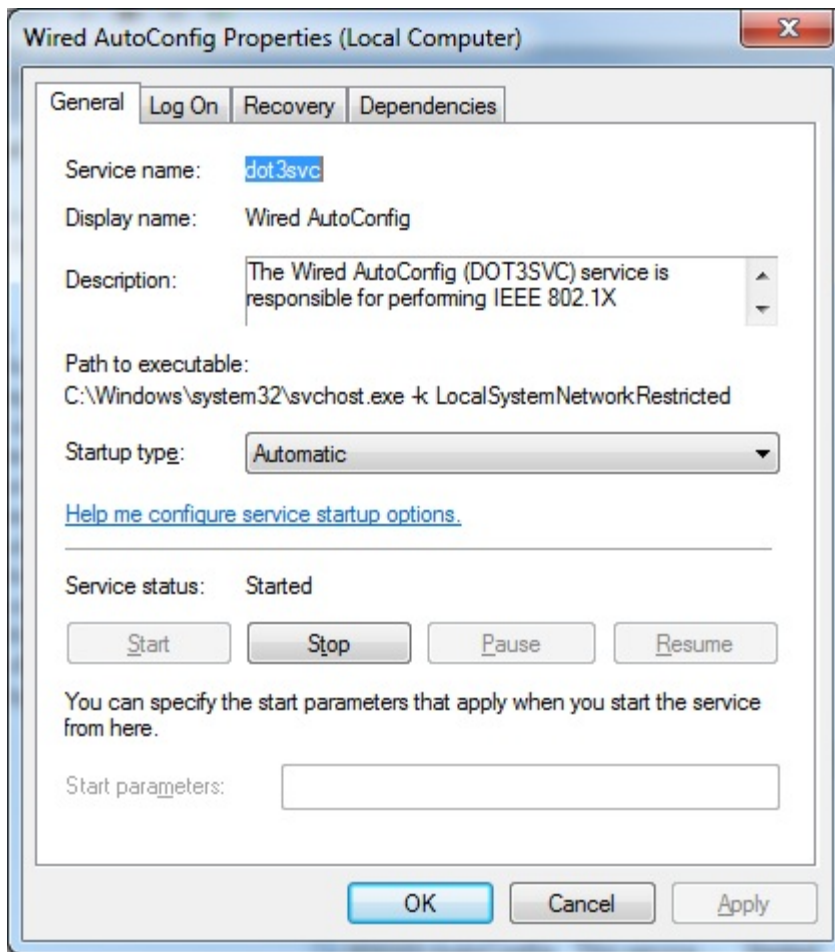 Wired AutoConfig Properties (Local Computer)
General Log On Recovery Dependencies
Service name: dot3svc
Display name: Wired AutoConfig
Description: The Wired AutoConfig (DOT3SVC) service is
responsible for performing IEEE 802.1X
Path to executable:
C:\Windows\system32\svchost.exe -k LocalSystemNetworkRestricted
Startup type: Automatic
Help me configure service startup options.
Service status: Started
Start Stop Pause Resume
You can specify the start parameters that apply when you start the service
from here.
Start parameters:
OK Cancel Apply